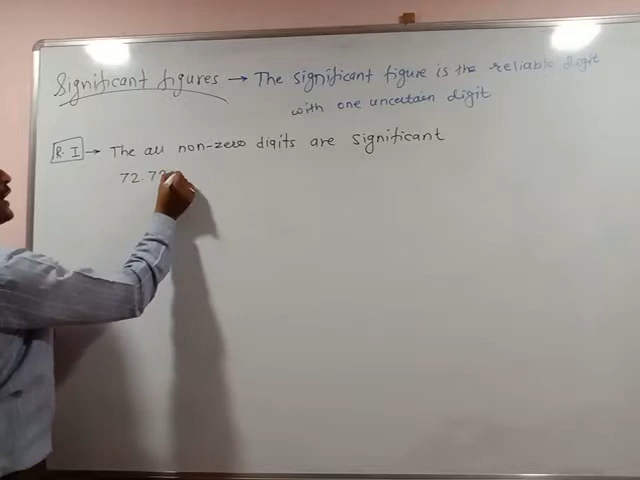 Significant figures → The significant figure is the reliable digit
with one uncertain digit
R. I → The all non-zero digits are significant
72.7